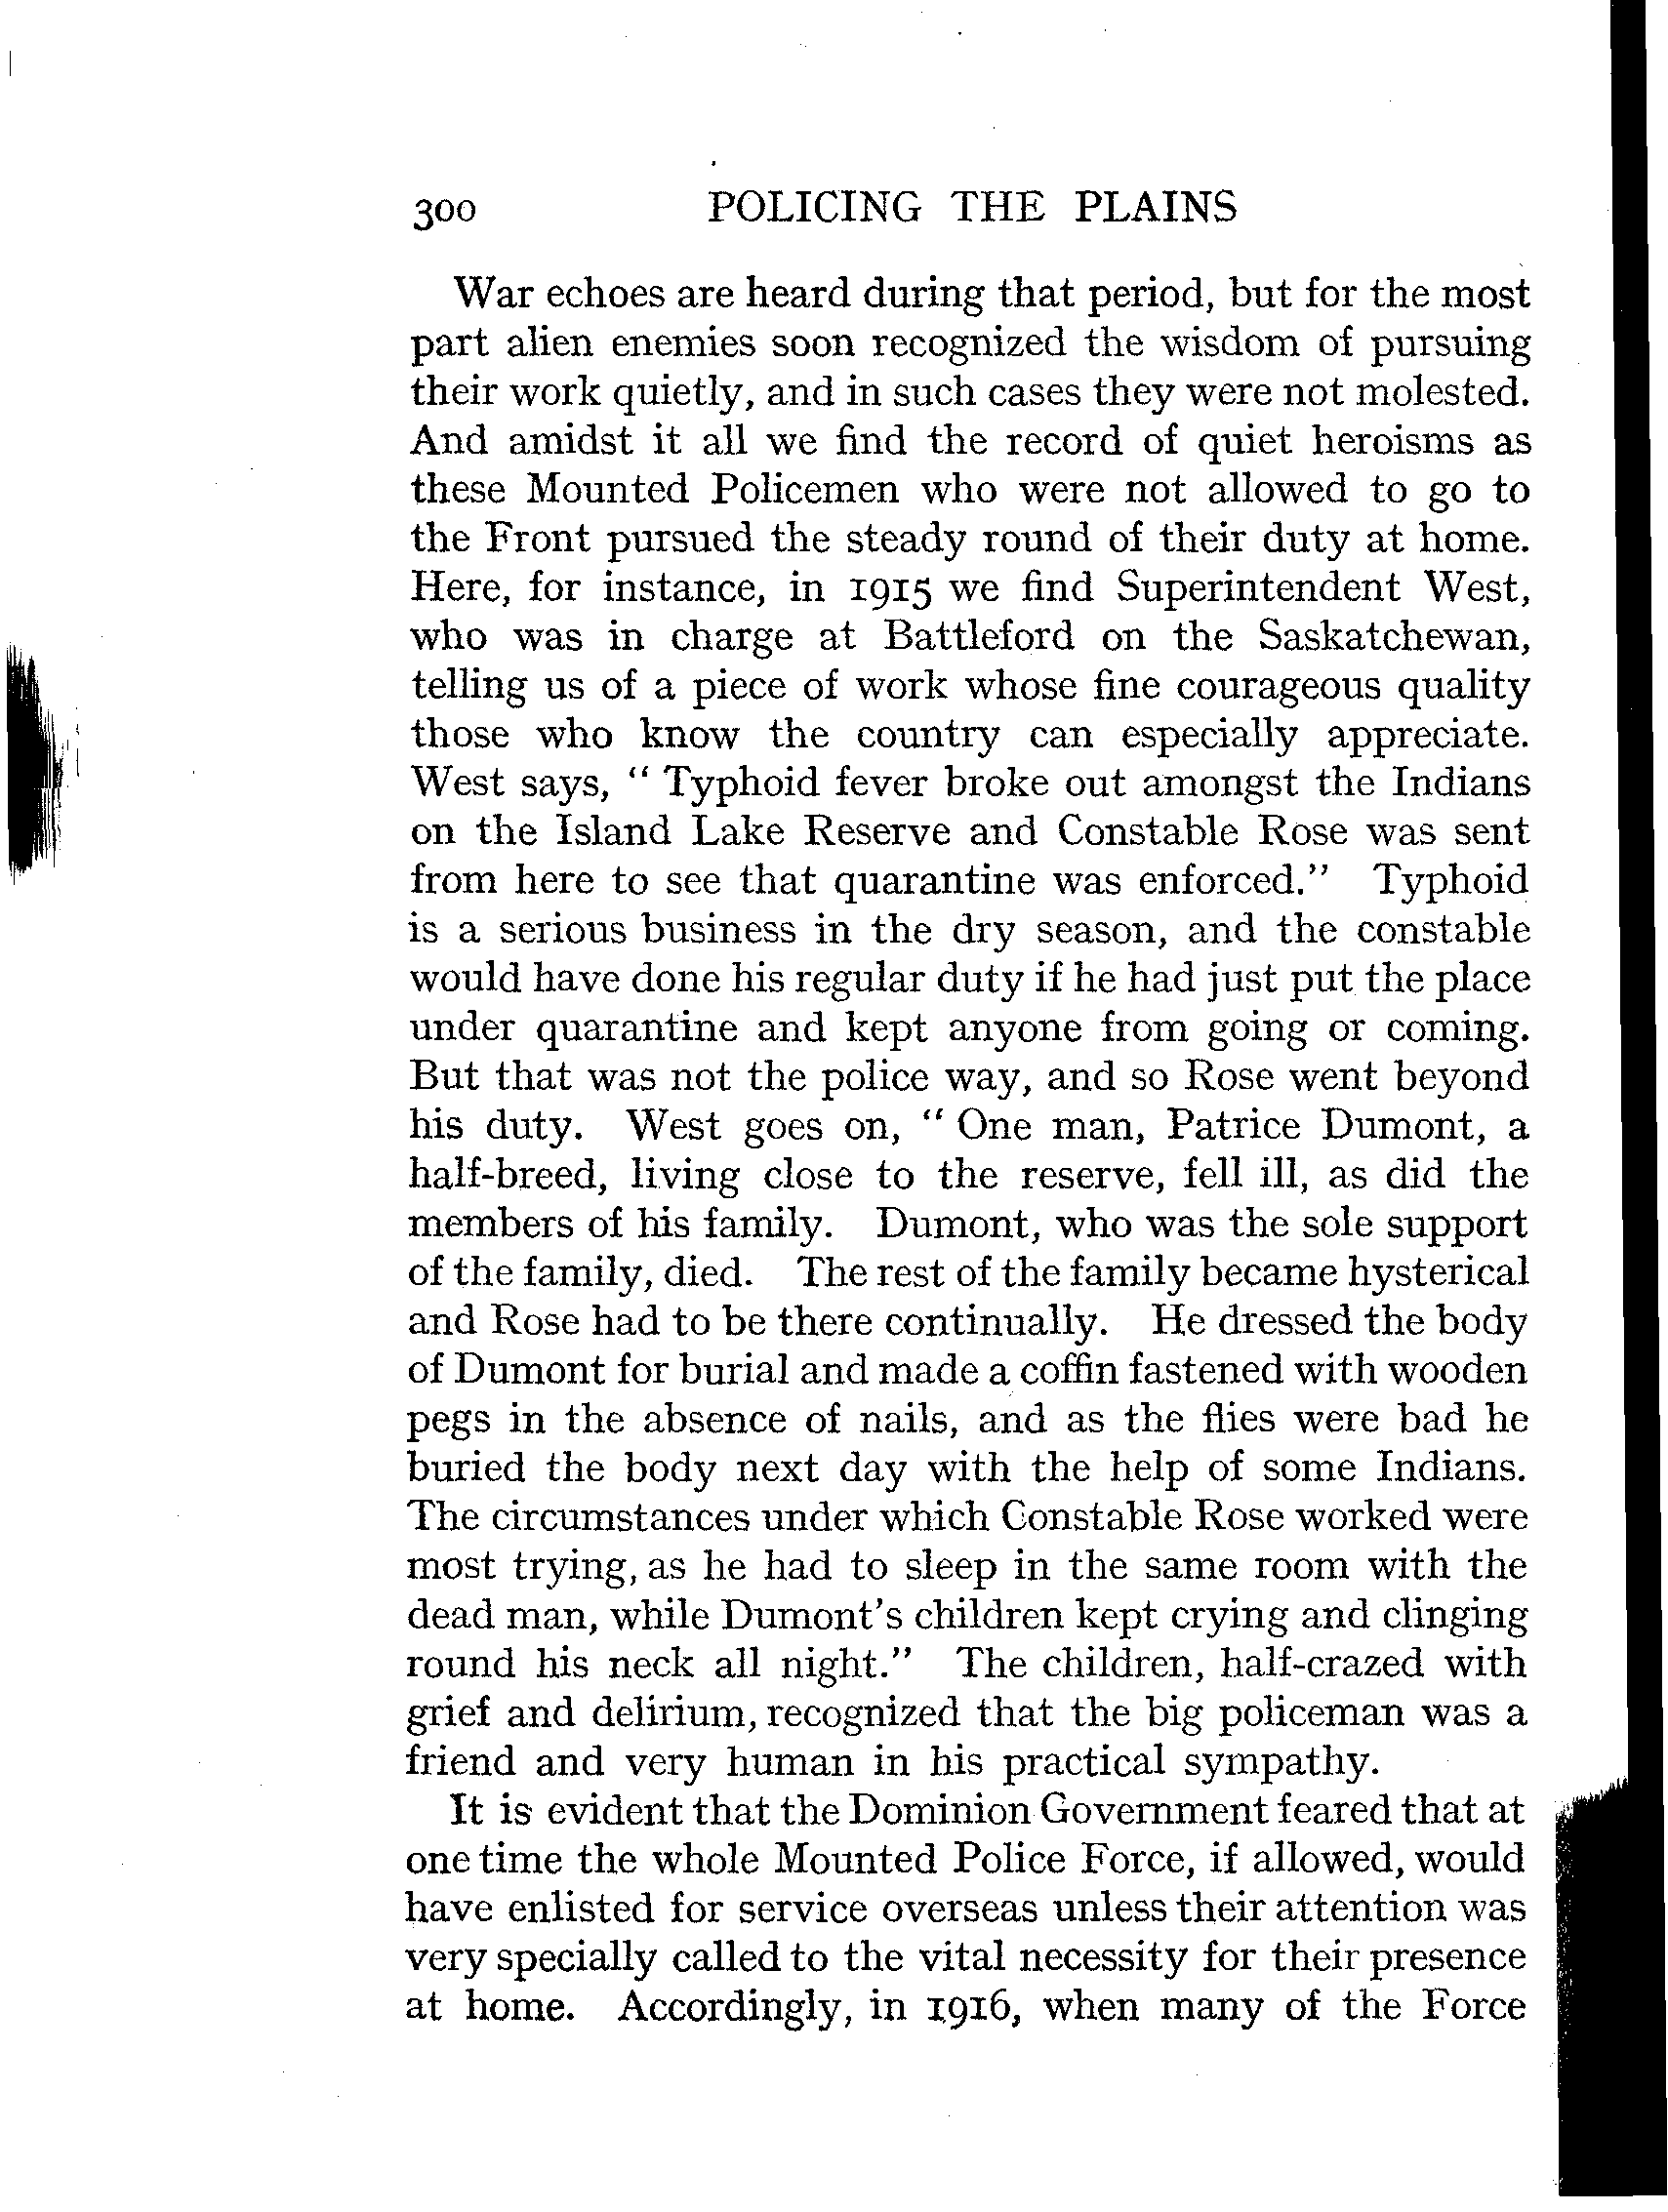 300 POLICING THE PLAINS
War echoes are heard during that period, but for the most
part alien enemies soon recognized the wisdom of pursuing
their work quietly, and in such cases they were not molested.
And amidst it all we find the record of quiet heroisms as
these Mounted Policemen who were not allowed to go to
the Front pursued the steady round of their duty at home.
Here, for instance, in 1915 we find Superintendent West,
who was in charge at Battleford on the Saskatchewan,
telling us of a piece of work whose fine courageous quality
those who know the country can especially appreciate.
West says, “ Typhoid fever broke out amongst the Indians
on the Island Lake Reserve and Constable Rose was sent
from here to see that quarantine was enforced.” Typhoid
is a serious business in the dry season, and the constable
would have done his regular duty if he had just put the place
under quarantine and kept anyone from going or coming.
But that was not the police way, and so Rose went beyond
his duty. West goes on, “ One man, Patrice Dumont, a
half-breed, living close to the reserve, fell ill, as did the
members of his family. Dumont, who was the sole support
of the family, died. The rest of the family became hysterical
and Rose had to be there continually. He dressed the body
of Dumont for burial and made a coffin fastened with wooden
pegs in the absence of nails, and as the flies were bad he
buried the body next day with the help of some Indians.
The circumstances under which Constable Rose worked were
most trying, as he had to sleep in the same room with the
dead man, while Dumont’s children kept crying and clinging
round his neck all night.” The children, half-crazed with
grief and delirium, recognized that the big policeman was a
friend and very human in his practical sympathy.
It is evident that the Dominion Government feared that at
one time the whole Mounted Police Force, if allowed, would
have enlisted for service overseas unless their attention was
very specially called to the vital necessity for their presence
at home. Accordingly, in 1916, when many of the Force